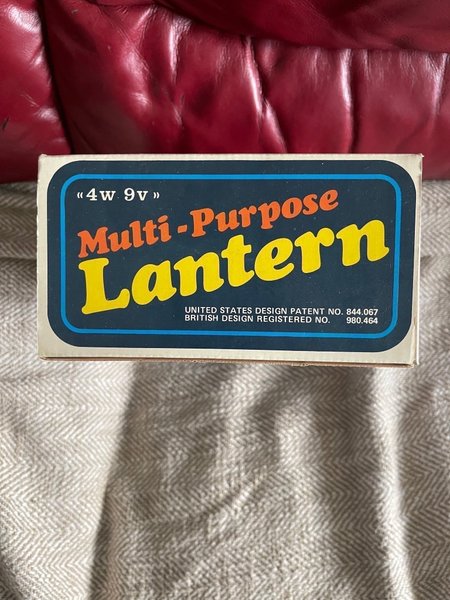 «4w 9v»
Multi-Purpose
Lantern
UNITED STATES DESIGN PATENT NO. 844.067
BRITISH DESIGN REGISTERED NO. 980.464